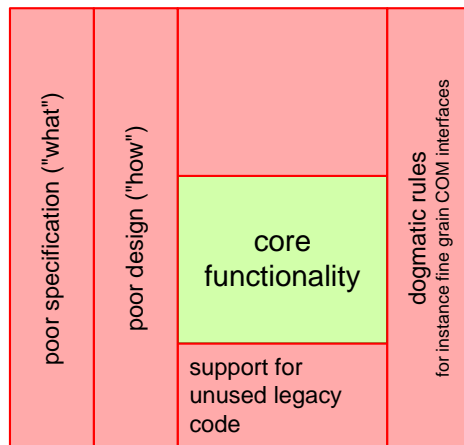 poor specification ("what")
poor design ("how")
core
functionality
support for
unused legacy
code
dogmatic rules
for instance fine grain COM interfaces